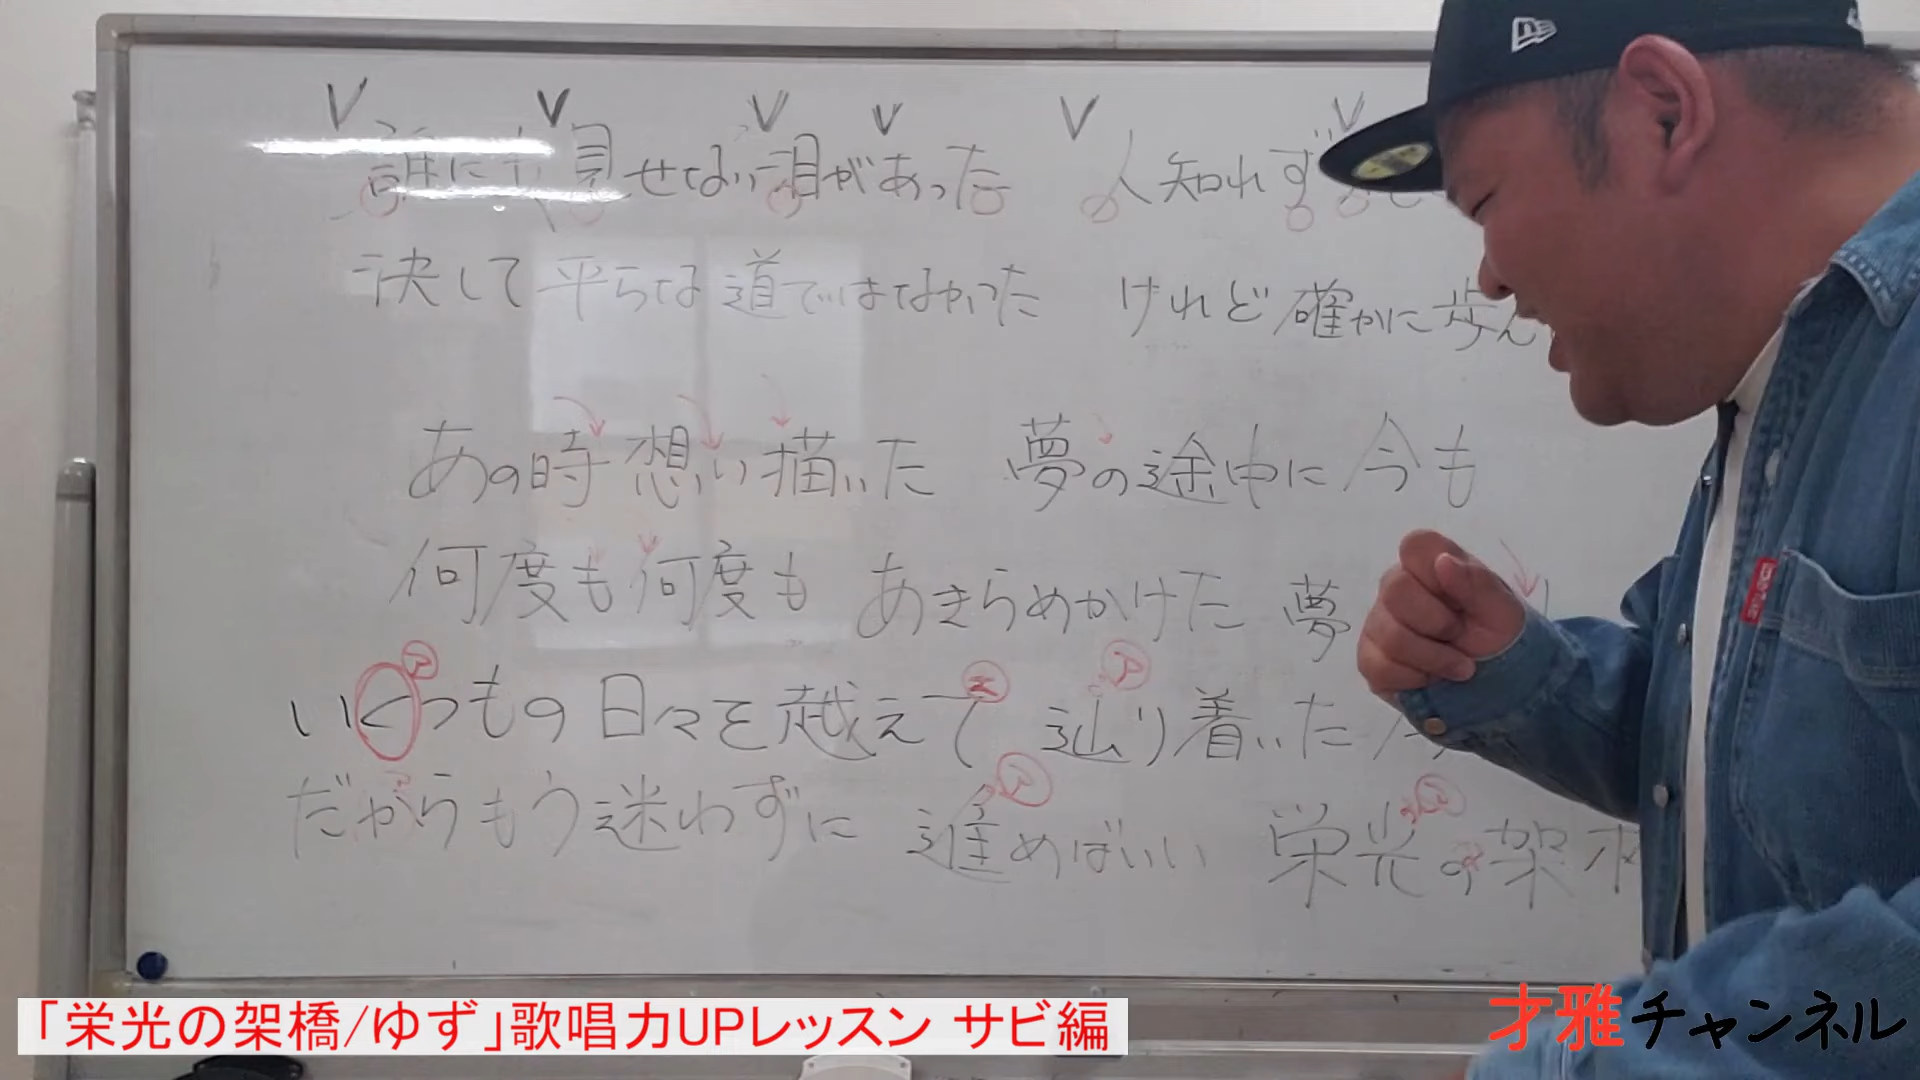 V V V V V V
誰にも見せない泪があった 人知れず
決して平らな道ではなかった けれど確かに歩ん
あの時想い描いた 夢の途中に今も
何度も何度も あきらめかけた 夢
いくつもの日々を越えて 辿り着いた
だからもう迷わずに 進めばいい 栄光の架
「栄光の架橋/ゆず」歌唱力UPレッスン サビ編
才雅チャンネル